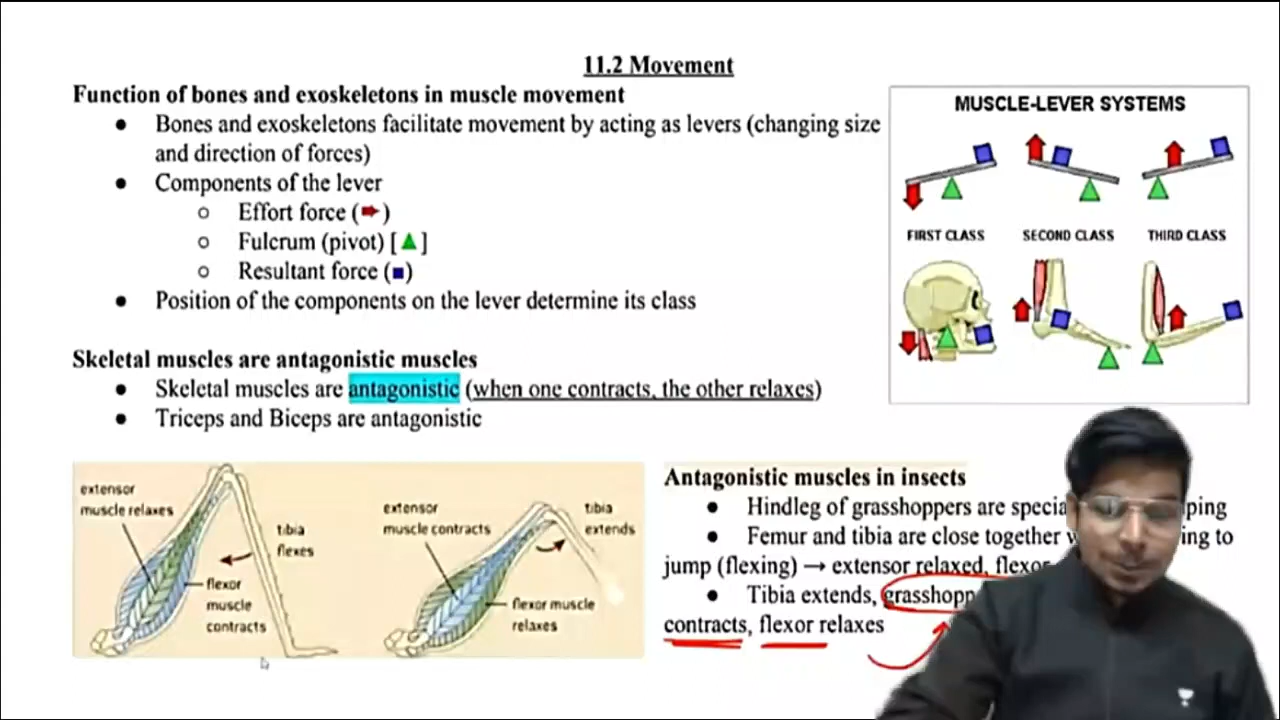 11.2 Movement
Function of bones and exoskeletons in muscle movement
● Bones and exoskeletons facilitate movement by acting as levers (changing size
and direction of forces)
● Components of the lever
○ Effort force ( )
○ Fulcrum (pivot) [ ]
○ Resultant force ( )
● Position of the components on the lever determine its class
MUSCLE-LEVER SYSTEMS
FIRST CLASS SECOND CLASS THIRD CLASS
Skeletal muscles are antagonistic muscles
● Skeletal muscles are antagonistic (when one contracts, the other relaxes)
● Triceps and Biceps are antagonistic
extensor
muscle relaxes
tibia
flexes
flexor
muscle
contracts
extensor
muscle contracts
tibia
extends
flexor muscle
relaxes
Antagonistic muscles in insects
● Hindleg of grasshoppers are
● Femur and tibia are close together to
jump (flexing) → extensor relaxed, flexor
● Tibia extends,
contracts, flexor relaxes